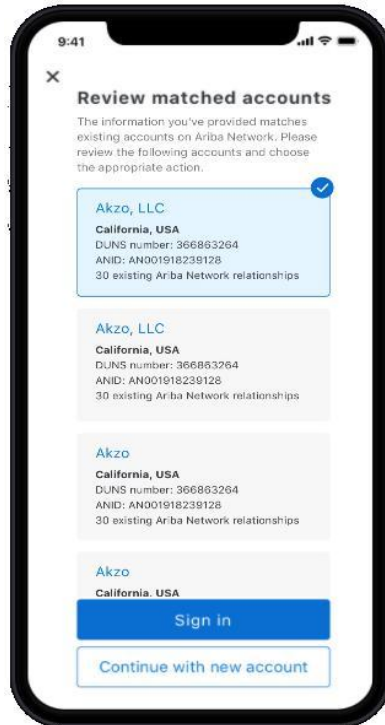 9:41
Review matched accounts
The information you've provided matches
existing accounts on Ariba Network. Please
review the following accounts and choose
the appropriate action.
Akzo, LLC
California, USA
DUNS number: 366863264
ANID: AN001918239128
30 existing Ariba Network relationships
Akzo, LLC
California, USA
DUNS number: 366863264
ANID: AN001918239128
30 existing Ariba Network relationships
Akzo
California, USA
DUNS number: 366863264
ANID: AN001918239128
30 existing Ariba Network relationships
Akzo
California, USA
Sign in
Continue with new account